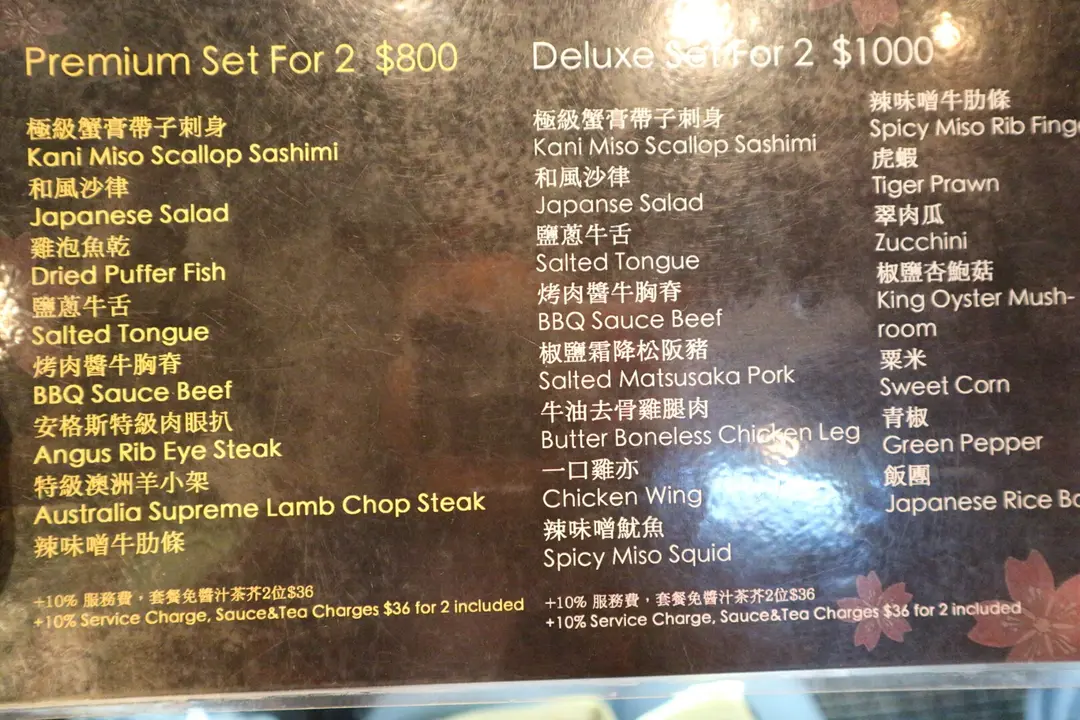 Premium Set For 2 $800
極級蟹膏帶子刺身
Kani Miso Scallop Sashimi
和風沙律
Japanese Salad
雞泡魚乾
Dried Puffer Fish
鹽蔥牛舌
Salted Tongue
烤肉醬牛胸脊
BBQ Sauce Beef
安格斯特級肉眼扒
Angus Rib Eye Steak
特級澳洲羊小架
Australia Supreme Lamb Chop Steak
辣味噌牛肋條
+10% 服務費，套餐免醬汁茶芥2位$36
+10% Service Charge, Sauce&Tea Charges $36 for 2 included
Deluxe Set For 2 $1000
極級蟹膏帶子刺身
Kani Miso Scallop Sashimi
和風沙律
Japanse Salad
鹽蔥牛舌
Salted Tongue
烤肉醬牛胸脊
BBQ Sauce Beef
椒鹽霜降松阪豬
Salted Matsusaka Pork
牛油去骨雞腿肉
Butter Boneless Chicken Leg
一口雞亦
Chicken Wing
辣味噌魷魚
Spicy Miso Squid
辣味噌牛肋條
Spicy Miso Rib Fing
虎蝦
Tiger Prawn
翠肉瓜
Zucchini
椒鹽杏鮑菇
King Oyster Mush-
room
粟米
Sweet Corn
青椒
Green Pepper
飯團
Japanese Rice Ba
+10% 服務費，套餐免醬汁茶芥2位$36
+10% Service Charge, Sauce&Tea Charges $36 for 2 included